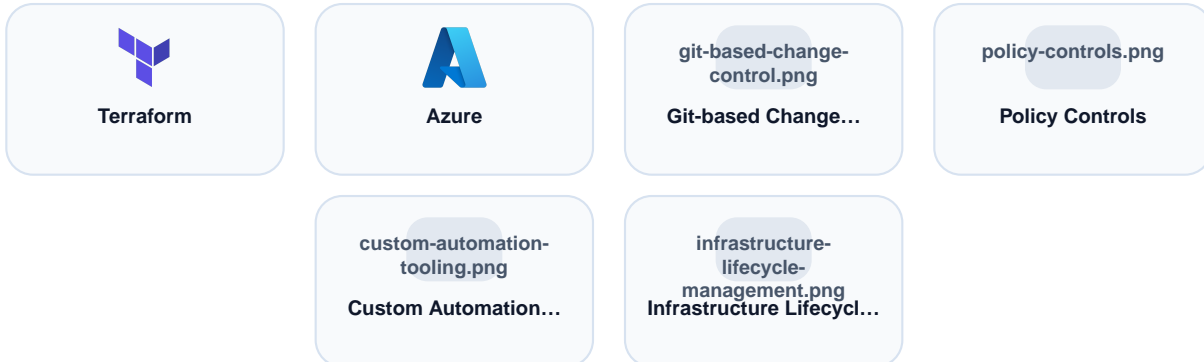 Terraform
Azure
git-based-change-
control.png
Git-based Change…
policy-controls.png
Policy Controls
custom-automation-
tooling.png
Custom Automation…
infrastructure-
lifecycle-
management.png
Infrastructure Lifecycl…